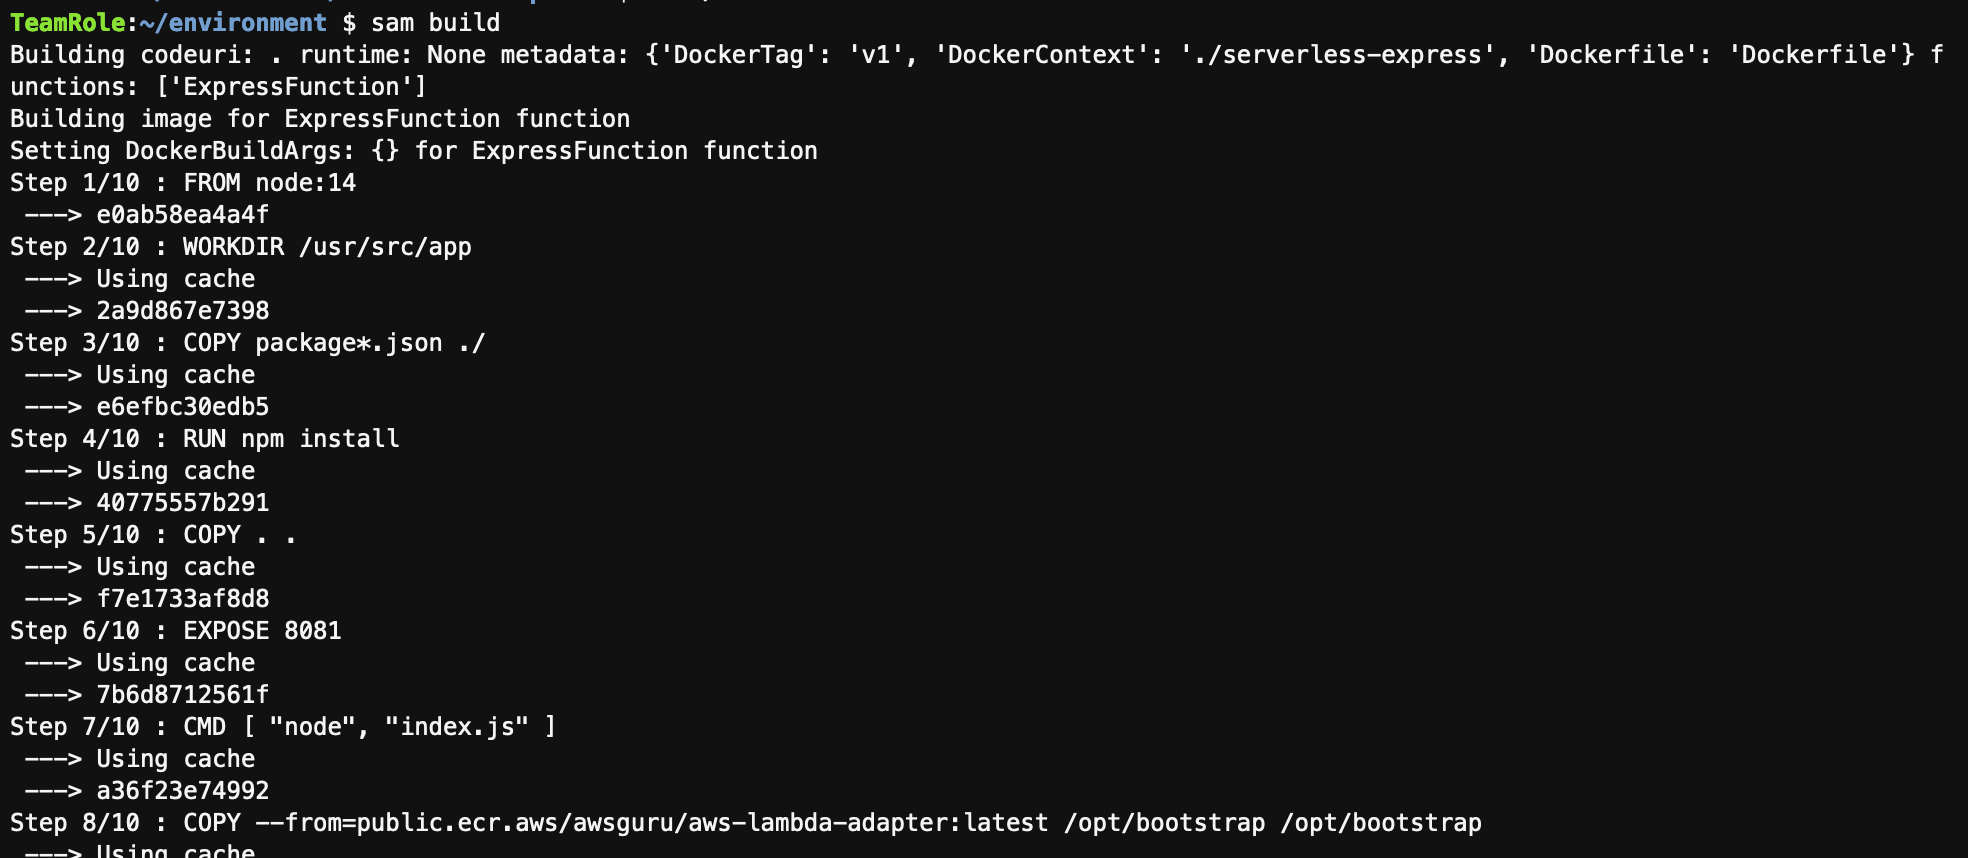 TeamRole:~/environment $ sam build
Building codeuri: . runtime: None metadata: {'DockerTag': 'v1', 'DockerContext': './serverless-express', 'Dockerfile': 'Dockerfile'} f
unctions: ['ExpressFunction']
Building image for ExpressFunction function
Setting DockerBuildArgs: {} for ExpressFunction function
Step 1/10 : FROM node:14
 ---> e0ab58ea4a4f
Step 2/10 : WORKDIR /usr/src/app
 ---> Using cache
 ---> 2a9d867e7398
Step 3/10 : COPY package*.json ./
 ---> Using cache
 ---> e6efbc30edb5
Step 4/10 : RUN npm install
 ---> Using cache
 ---> 40775557b291
Step 5/10 : COPY . .
 ---> Using cache
 ---> f7e1733af8d8
Step 6/10 : EXPOSE 8081
 ---> Using cache
 ---> 7b6d8712561f
Step 7/10 : CMD [ "node", "index.js" ]
 ---> Using cache
 ---> a36f23e74992
Step 8/10 : COPY --from=public.ecr.aws/awsguru/aws-lambda-adapter:latest /opt/bootstrap /opt/bootstrap
 ---> Using cache